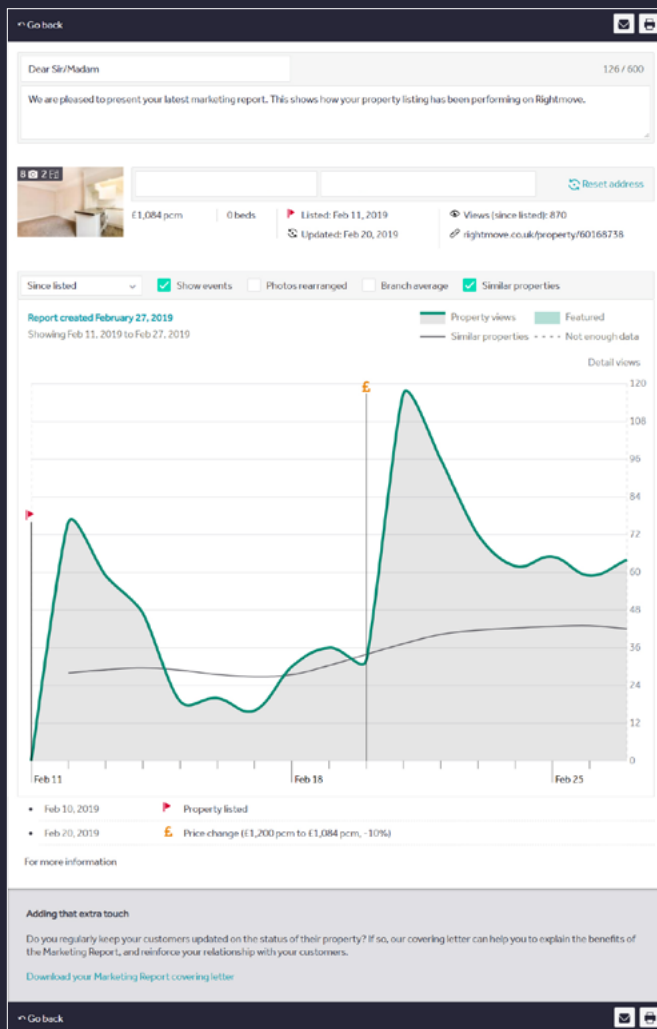 Go back
Dear Sir/Madam
126 / 600
We are pleased to present your latest marketing report. This shows how your property listing has been performing on Rightmove.
8 2
Reset address
£1,084 pcm
0 beds
Listed: Feb 11, 2019
Views (since listed): 870
Updated: Feb 20, 2019
rightmove.co.uk/property/60168738
Since listed
Show events
Photos rearranged
Branch average
Similar properties
Report created February 27, 2019
Property views
Featured
Showing Feb 11, 2019 to Feb 27, 2019
Similar properties
Not enough data
Detail views
£
120
108
96
84
72
60
48
36
24
12
0
Feb 11
Feb 18
Feb 25
Feb 10, 2019
Property listed
Feb 20, 2019
£ Price change (£1,200 pcm to £1,084 pcm, -10%)
For more information
Adding that extra touch
Do you regularly keep your customers updated on the status of their property? If so, our covering letter can help you to explain the benefits of
the Marketing Report, and reinforce your relationship with your customers.
Download your Marketing Report covering letter
Go back